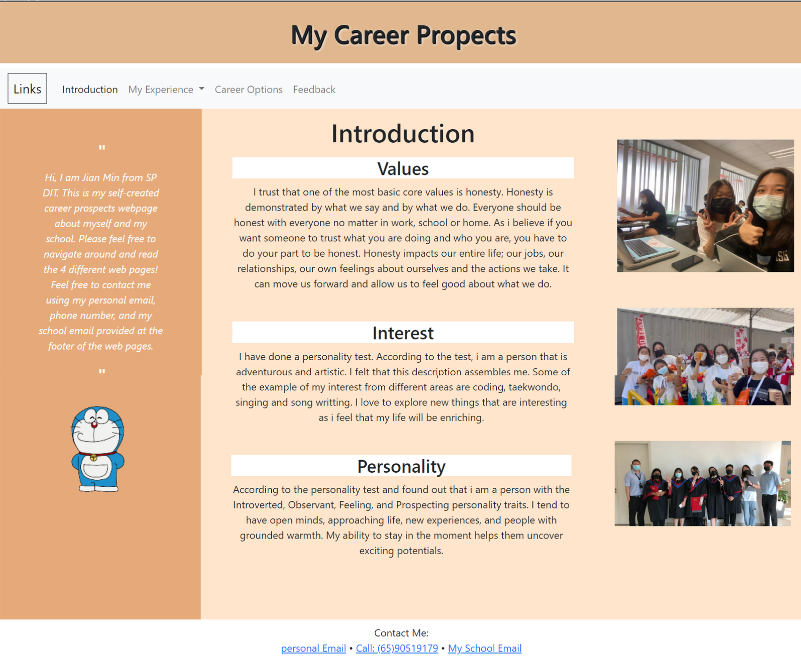 My Career Propects
Links Introduction My Experience Career Options Feedback
"
Hi, I am Jian Min from SP
DIT. This is my self-created
career prospects webpage
about myself and my
school. Please feel free to
navigate around and read
the 4 different web pages!
Feel free to contact me
using my personal email,
phone number, and my
school email provided at the
footer of the web pages.
"
Introduction
Values
I trust that one of the most basic core values is honesty. Honesty is
demonstrated by what we say and by what we do. Everyone should be
honest with everyone no matter in work, school or home. As i believe if you
want someone to trust what you are doing and who you are, you have to
do your part to be honest. Honesty impacts our entire life; our jobs, our
relationships, our own feelings about ourselves and the actions we take. It
can move us forward and allow us to feel good about what we do.
Interest
I have done a personality test. According to the test, i am a person that is
adventurous and artistic. I felt that this description assembles me. Some of
the example of my interest from different areas are coding, taekwondo,
singing and song writting. I love to explore new things that are interesting
as i feel that my life will be enriching.
Personality
According to the personality test and found out that i am a person with the
Introverted, Observant, Feeling, and Prospecting personality traits. I tend to
have open minds, approaching life, new experiences, and people with
grounded warmth. My ability to stay in the moment helps them uncover
exciting potentials.
Contact Me:
personal Email • Call: (65)90519179 • My School Email